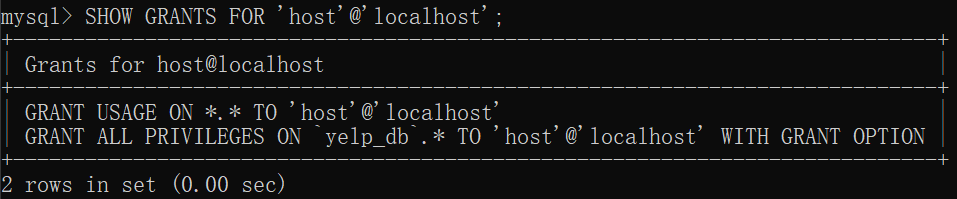 mysql> SHOW GRANTS FOR 'host'@'localhost';
+-----------------------------------------------------------------------------+
| Grants for host@localhost                                                   |
+-----------------------------------------------------------------------------+
| GRANT USAGE ON *.* TO 'host'@'localhost'                                    |
| GRANT ALL PRIVILEGES ON `yelp_db`.* TO 'host'@'localhost' WITH GRANT OPTION |
+-----------------------------------------------------------------------------+
2 rows in set (0.00 sec)